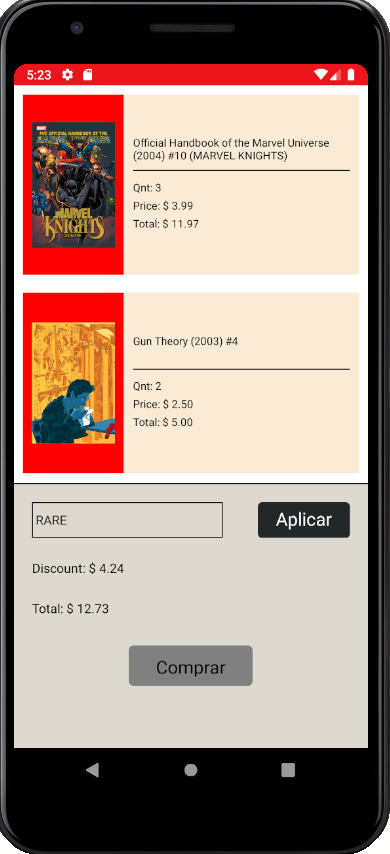 5:23
MARVEL
THE OFFICIAL HANDBOOK OF THE
MARVEL UNIVERSE
MARVEL
KNIGHTS
2005
Official Handbook of the Marvel Universe
(2004) #10 (MARVEL KNIGHTS)
Qnt: 3
Price: $ 3.99
Total: $ 11.97
Gun Theory (2003) #4
Qnt: 2
Price: $ 2.50
Total: $ 5.00
RARE
Aplicar
Discount: $ 4.24
Total: $ 12.73
Comprar